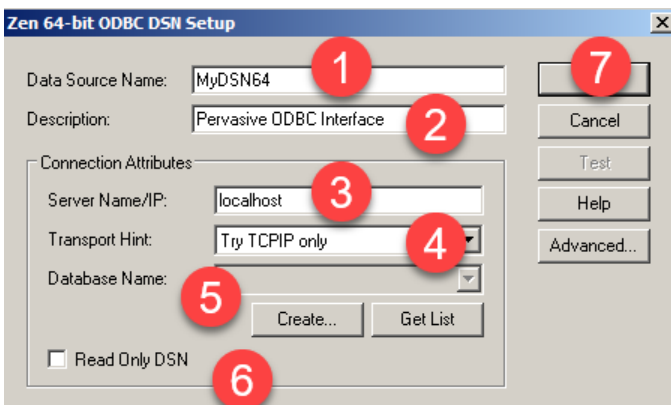 Zen 64-bit ODBC DSN Setup
1
7
Data Source Name: MyDSN64
Description: Pervasive ODBC Interface
2
Cancel
Connection Attributes
Test
3
Server Name/IP: localhost
Help
Transport Hint: Try TCPIP only
4
Advanced...
Database Name:
5
Create... Get List
Read Only DSN
6